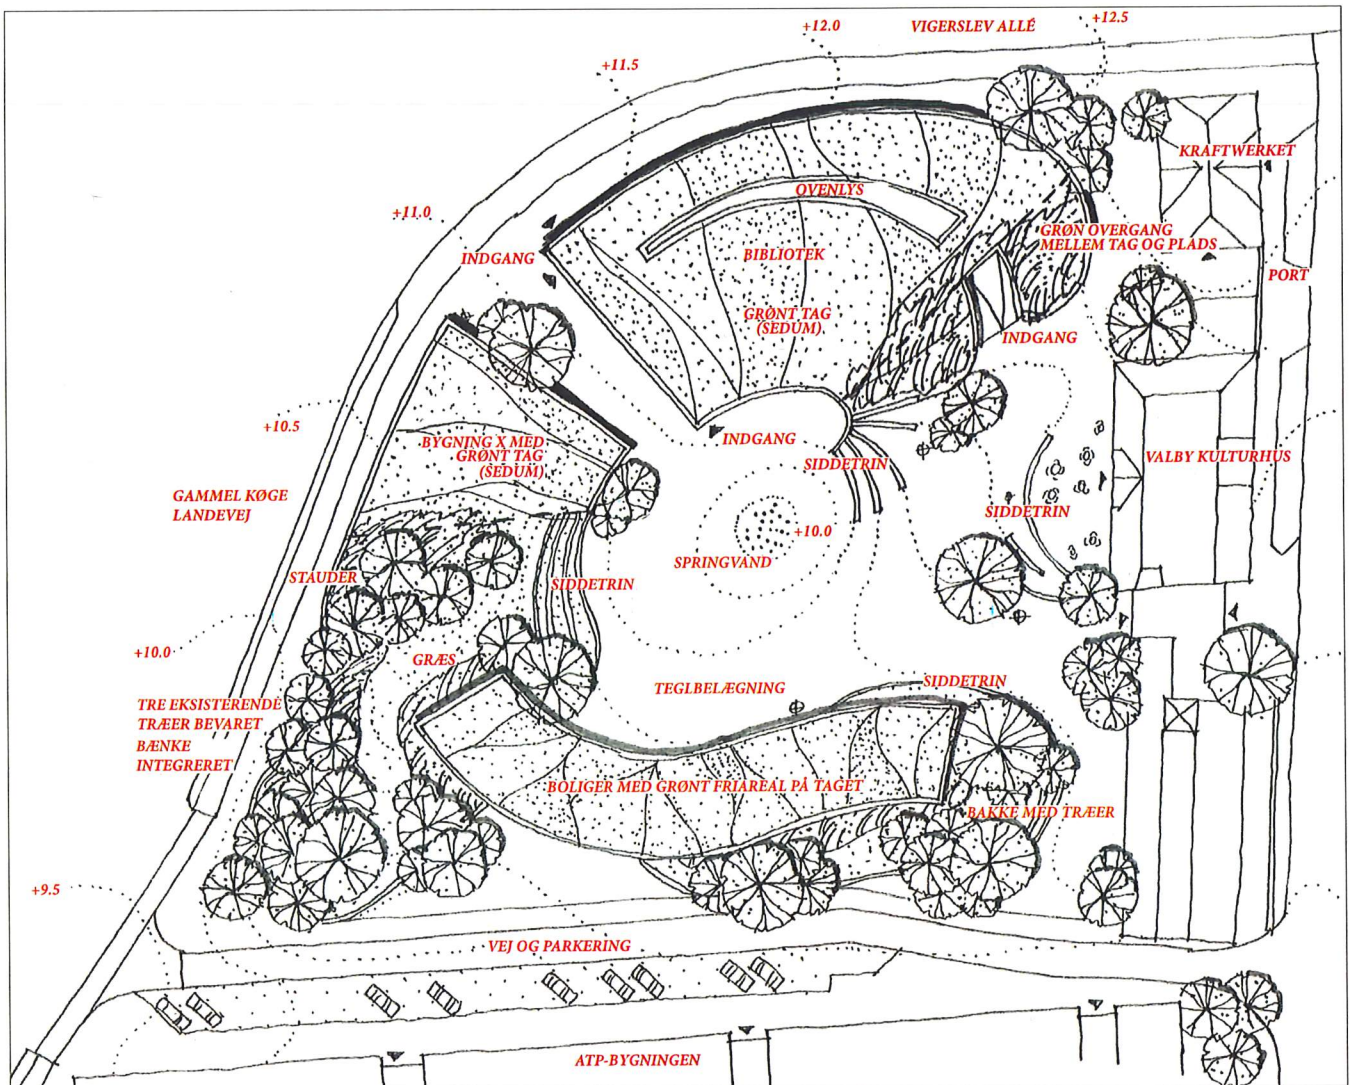 +12.0
VIGERSLEV ALLÉ
+12.5
+11.5
KRAFTWERKET
OVENLYS
+11.0
GRØN OVERGANG
MELLEM TAG OG PLADS
INDGANG
BIBLIOTEK
PORT
GRØNT TAG
(SEDUM)
INDGANG
+10.5
BYGNING X MED
GRØNT TAG
(SEDUM)
INDGANG
SIDDETRIN
VALBY KULTURHUS
GAMMEL KØGE
LANDEVEJ
SIDDETRIN
+10.0
SPRINGVAND
STAUDER
SIDDETRIN
+10.0
GRÆS
TEGLBELÆGNING
SIDDETRIN
TRE EKSISTERENDE
TRÆER BEVARET
BÆNKE
INTEGRERET
BOLIGER MED GRØNT FRIAREAL PÅ TAGET
BAKKE MED TRÆER
+9.5
VEJ OG PARKERING
ATP-BYGNINGEN